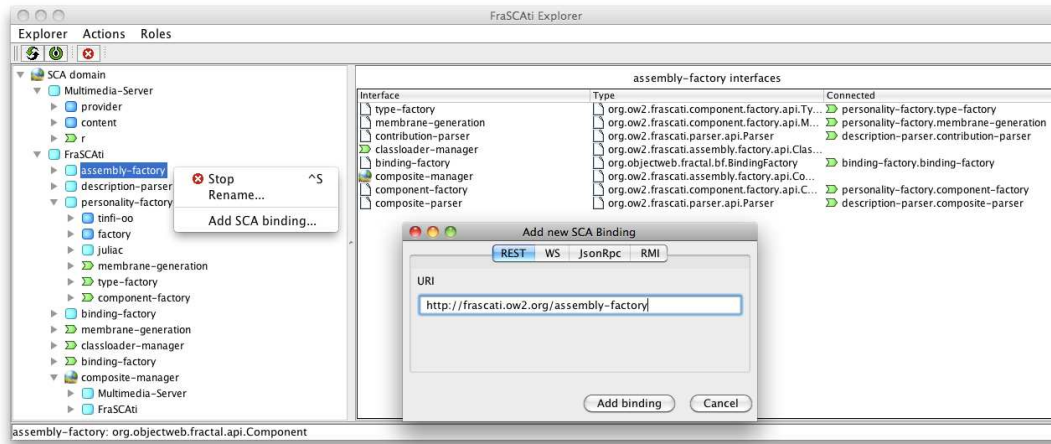 FraSCAti Explorer
Explorer Actions Roles
SCA domain
Multimedia-Server
provider
content
r
FraSCAti
assembly-factory
description-parser
personality-factory
tinfi-oo
factory
juliac
membrane-generation
type-factory
component-factory
binding-factory
membrane-generation
classloader-manager
binding-factory
composite-manager
Multimedia-Server
FraSCAti
Stop ^S
Rename...
Add SCA binding...
assembly-factory interfaces
Interface Type Connected
type-factory org.ow2.frascati.component.factory.api.Ty... personality-factory.type-factory
membrane-generation org.ow2.frascati.component.factory.api.M... personality-factory.membrane-generation
contribution-parser org.ow2.frascati.parser.api.Parser description-parser.contribution-parser
classloader-manager org.ow2.frascati.assembly.factory.api.Clas...
binding-factory org.objectweb.fractal.bf.BindingFactory binding-factory.binding-factory
composite-manager org.ow2.frascati.assembly.factory.api.Co...
component-factory org.ow2.frascati.component.factory.api.C... personality-factory.component-factory
composite-parser org.ow2.frascati.parser.api.Parser description-parser.composite-parser
Add new SCA Binding
REST WS JsonRpc RMI
URI
http://frascati.ow2.org/assembly-factory
Add binding Cancel
assembly-factory: org.objectweb.fractal.api.Component